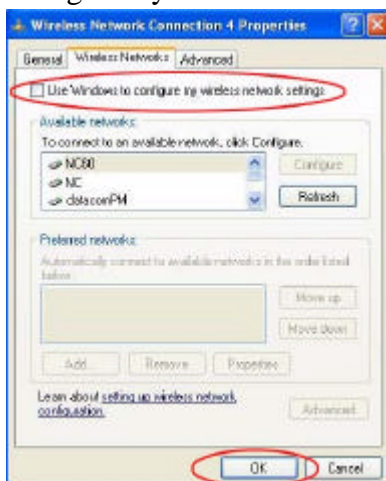 Wireless Network Connection 4 Properties
General Wireless Networks Advanced
Use Windows to configure my wireless network settings
Available networks:
To connect to an available network, click Configure.
NC60
NC
datacomPM
Configure
Refresh
Preferred networks:
Automatically connect to available networks in the order listed
below:
Move up
Move down
Add... Remove Properties
Learn about setting up wireless network
configuration.
Advanced
OK Cancel